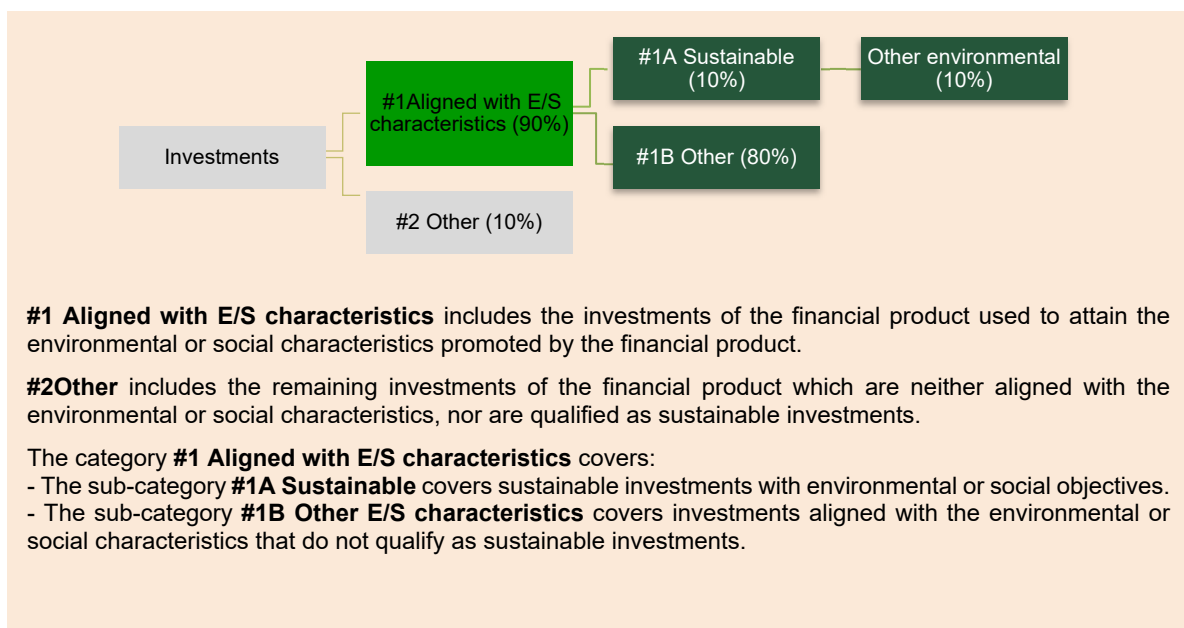 #1A Sustainable
(10%)
Other environmental
(10%)
#1Aligned with E/S
characteristics (90%)
Investments
#1B Other (80%)
#2 Other (10%)
#1 Aligned with E/S characteristics includes the investments of the financial product used to attain the
environmental or social characteristics promoted by the financial product.
#2Other includes the remaining investments of the financial product which are neither aligned with the
environmental or social characteristics, nor are qualified as sustainable investments.
The category #1 Aligned with E/S characteristics covers:
- The sub-category #1A Sustainable covers sustainable investments with environmental or social objectives.
- The sub-category #1B Other E/S characteristics covers investments aligned with the environmental or
social characteristics that do not qualify as sustainable investments.